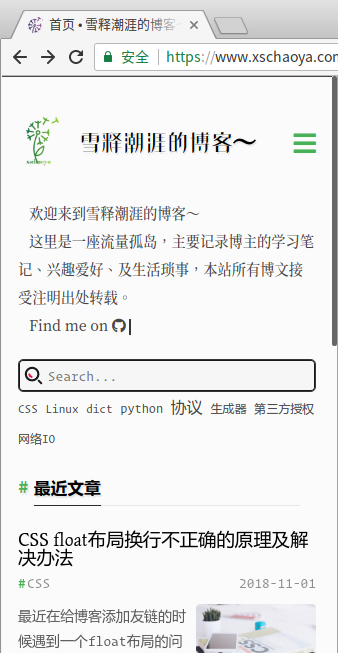 首页 • 雪释潮涯的博客~
安全 https://www.xschaoya.com
雪释潮涯的博客～
欢迎来到雪释潮涯的博客～
这里是一座流量孤岛，主要记录博主的学习笔
记、兴趣爱好、及生活琐事，本站所有博文接
受注明出处转载。
Find me on
Search...
CSS Linux dict python 协议 生成器 第三方授权
网络IO
# 最近文章
CSS float布局换行不正确的原理及解
决办法
#CSS 2018-11-01
最近在给博客添加友链的时
候遇到一个float布局的问